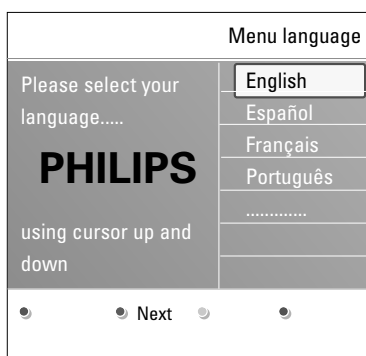 Menu language
Please select your
language.....
PHILIPS
using cursor up and
down
English
Español
Français
Português
.............
Next